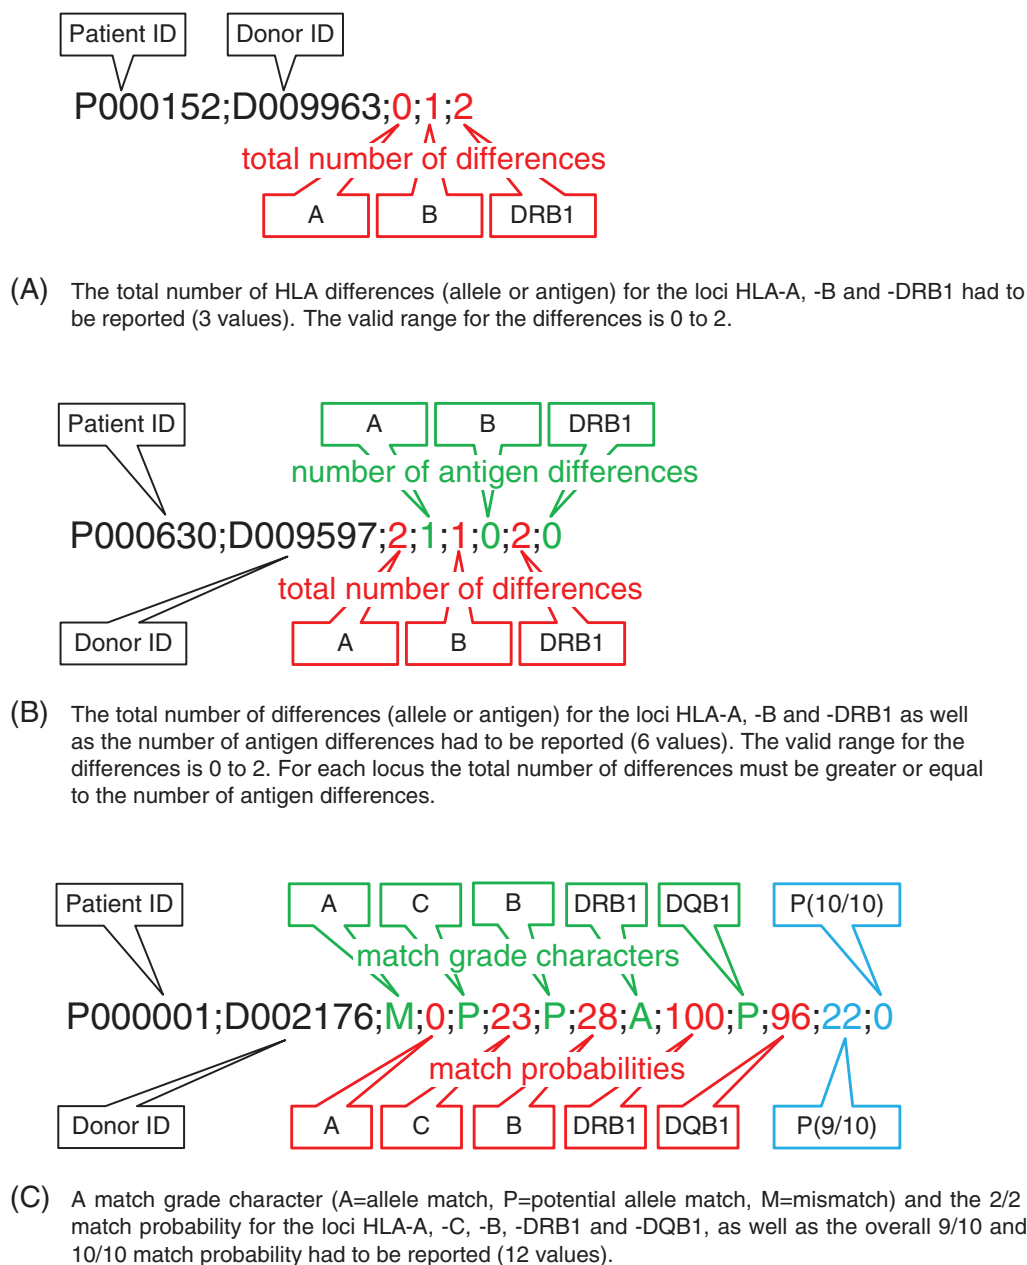 Patient ID
Donor ID
P000152;D009963;0;1;2
total number of differences
A
B
DRB1
(A) The total number of HLA differences (allele or antigen) for the loci HLA-A, -B and -DRB1 had to
be reported (3 values). The valid range for the differences is 0 to 2.
Patient ID
A
B
DRB1
number of antigen differences
P000630;D009597;2;1;1;0;2;0
total number of differences
Donor ID
A
B
DRB1
(B) The total number of differences (allele or antigen) for the loci HLA-A, -B and -DRB1 as well
as the number of antigen differences had to be reported (6 values). The valid range for the
differences is 0 to 2. For each locus the total number of differences must be greater or equal
to the number of antigen differences.
Patient ID
A
C
B
DRB1
DQB1
P(10/10)
match grade characters
P000001;D002176;M;0;P;23;P;28;A;100;P;96;22;0
match probabilities
Donor ID
A
C
B
DRB1
DQB1
P(9/10)
(C) A match grade character (A=allele match, P=potential allele match, M=mismatch) and the 2/2
match probability for the loci HLA-A, -C, -B, -DRB1 and -DQB1, as well as the overall 9/10 and
10/10 match probability had to be reported (12 values).